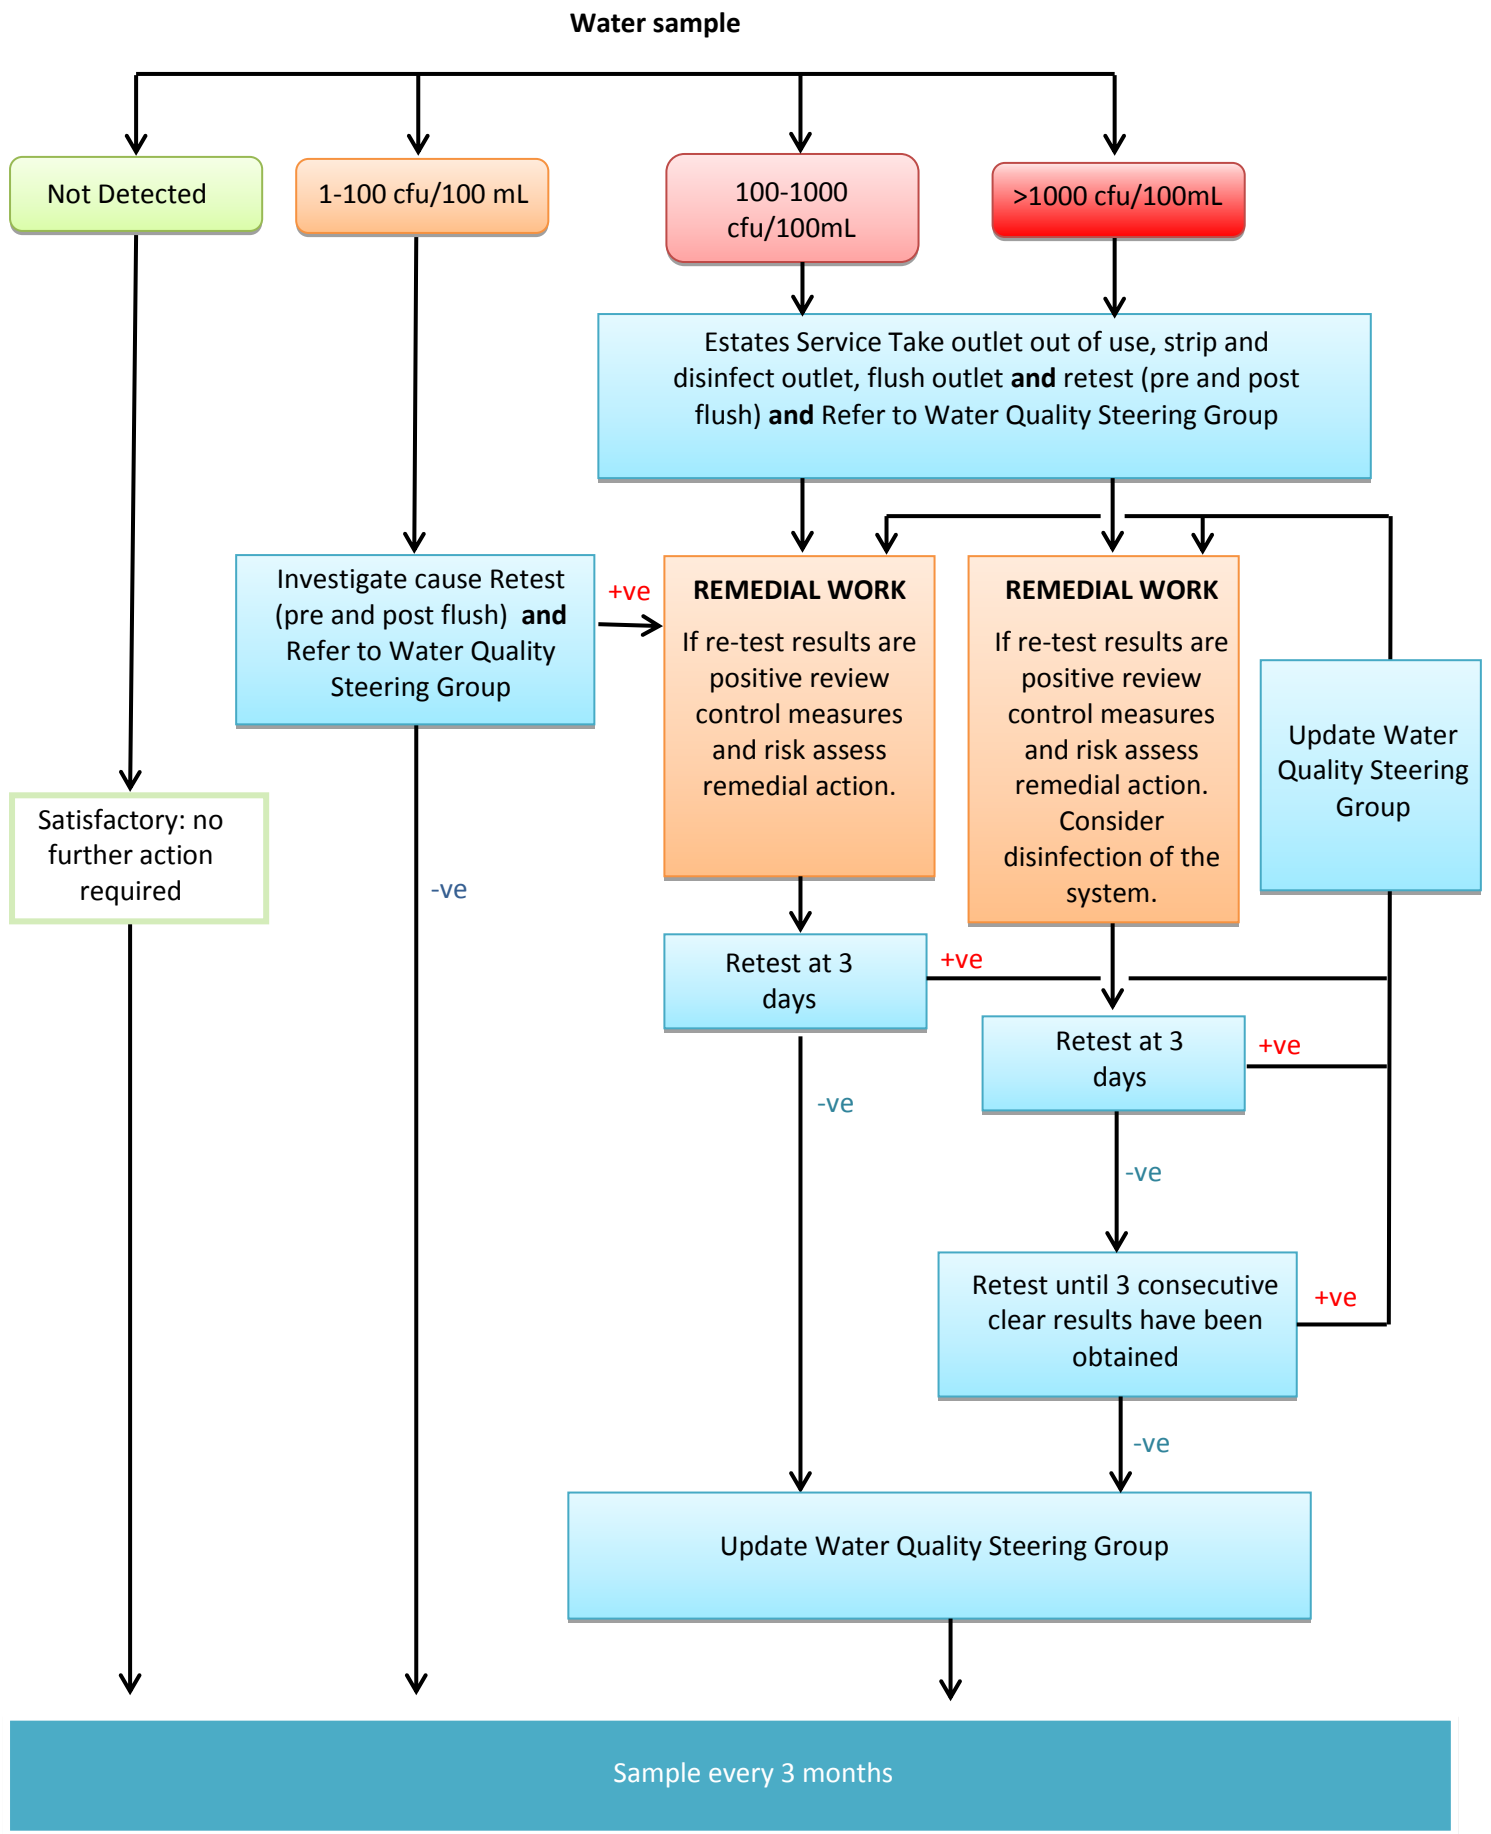 Water sample
Not Detected
1-100 cfu/100 mL
100-1000
cfu/100mL
>1000 cfu/100mL
Estates Service Take outlet out of use, strip and
disinfect outlet, flush outlet and retest (pre and post
flush) and Refer to Water Quality Steering Group
Investigate cause Retest
(pre and post flush) and
Refer to Water Quality
Steering Group
+ve
REMEDIAL WORK
If re-test results are
positive review
control measures
and risk assess
remedial action.
REMEDIAL WORK
If re-test results are
positive review
control measures
and risk assess
remedial action.
Consider
disinfection of the
system.
Update Water
Quality Steering
Group
Satisfactory: no
further action
required
-ve
Retest at 3
days
+ve
Retest at 3
days
+ve
-ve
-ve
Retest until 3 consecutive
clear results have been
obtained
+ve
-ve
Update Water Quality Steering Group
Sample every 3 months